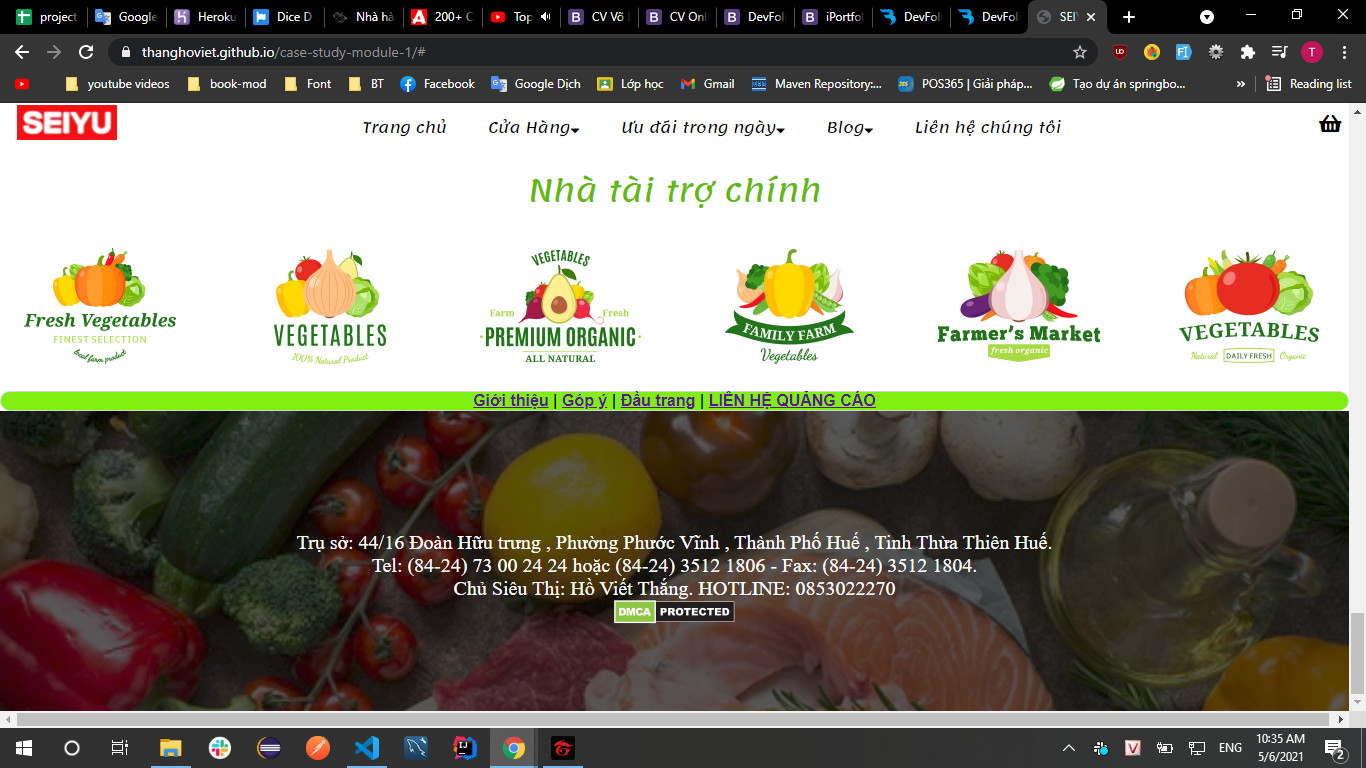 project
Google
Heroku
Dice D
Nhà hà
200+ C
Top
CV Võ
CV Onl
DevFol
iPortfol
DevFoli
DevFoli
SEIY
thanghoviet.github.io/case-study-module-1/#
T
youtube videos
book-mod
Font
BT
Facebook
Google Dịch
Lớp học
Gmail
Maven Repository:...
POS365 | Giải pháp...
Tạo dự án springbo...
»
Reading list
SEIYU
Trang chủ
Cửa Hàng
Ưu đãi trong ngày
Blog
Liên hệ chúng tôi
Nhà tài trợ chính
Fresh Vegetables
FINEST SELECTION
local farm product
VEGETABLES
100% Natural Product
VEGETABLES
Farm Fresh
PREMIUM ORGANIC
ALL NATURAL
FAMILY FARM
Vegetables
Farmer's Market
fresh organic
VEGETABLES
Natural DAILY FRESH Organic
Giới thiệu | Góp ý | Đầu trang | LIÊN HỆ QUẢNG CÁO
Trụ sở: 44/16 Đoàn Hữu trưng , Phường Phước Vĩnh , Thành Phố Huế , Tỉnh Thừa Thiên Huế.
Tel: (84-24) 73 00 24 24 hoặc (84-24) 3512 1806 - Fax: (84-24) 3512 1804.
Chủ Siêu Thị: Hồ Viết Thắng. HOTLINE: 0853022270
DMCA PROTECTED
ENG
10:35 AM
5/6/2021
2